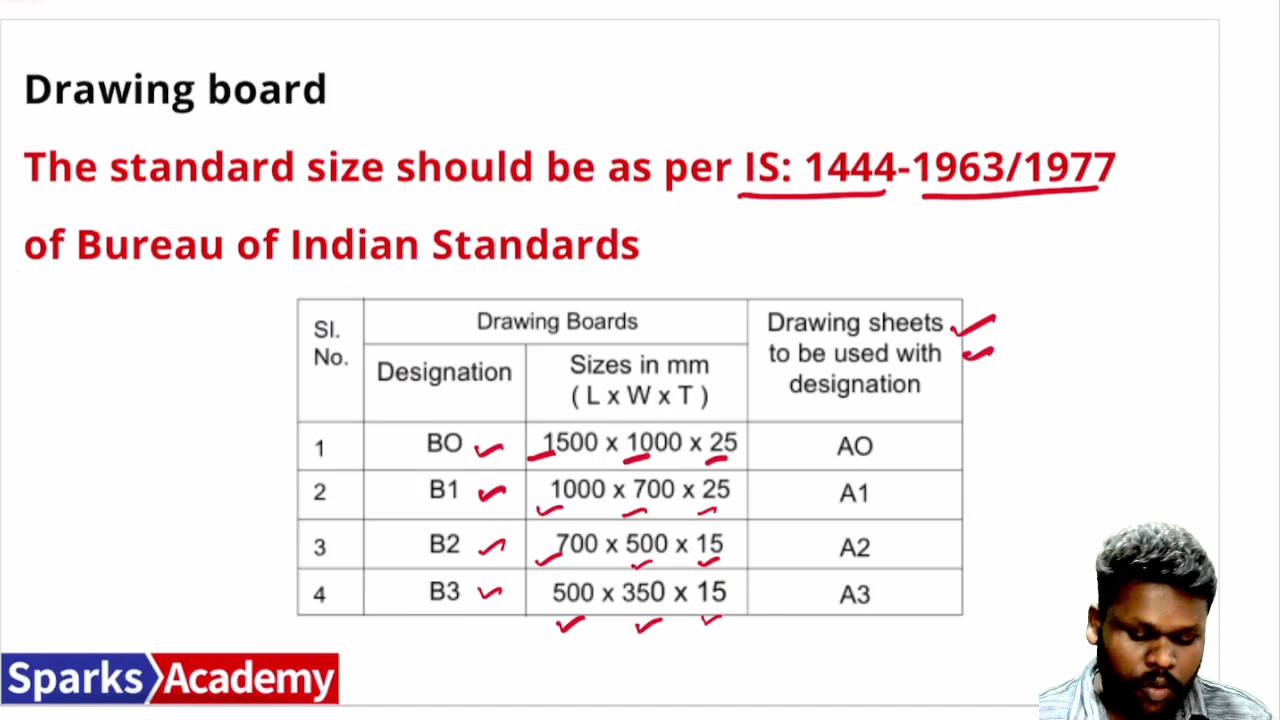 Drawing board
The standard size should be as per IS: 1444-1963/1977
of Bureau of Indian Standards
Sl. No. Drawing Boards Drawing sheets to be used with designation
Designation Sizes in mm ( L x W x T )
1 BO 1500 x 1000 x 25 AO
2 B1 1000 x 700 x 25 A1
3 B2 700 x 500 x 15 A2
4 B3 500 x 350 x 15 A3
Sparks Academy